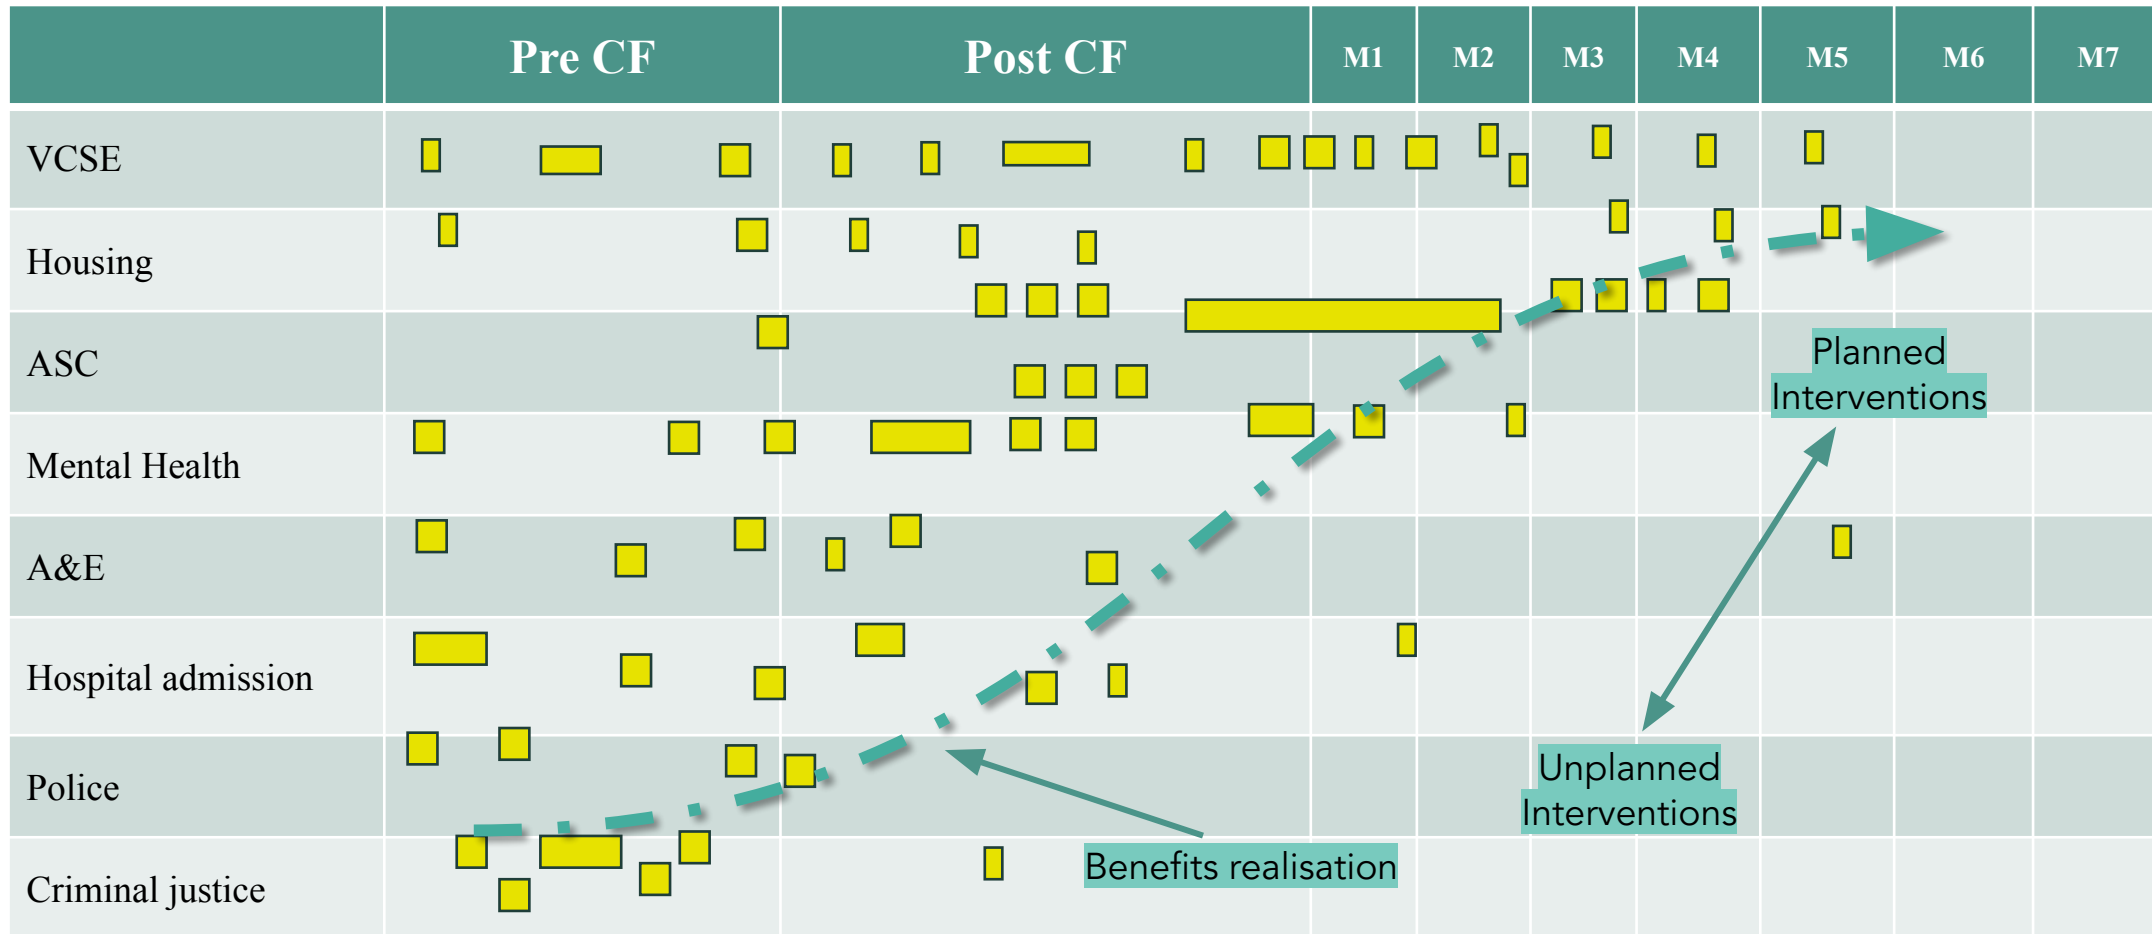 Pre CF
Post CF
M1
M2
M3
M4
M5
M6
M7
VCSE
Housing
ASC
Mental Health
A&E
Hospital admission
Police
Criminal justice
Planned
Interventions
Unplanned
Interventions
Benefits realisation